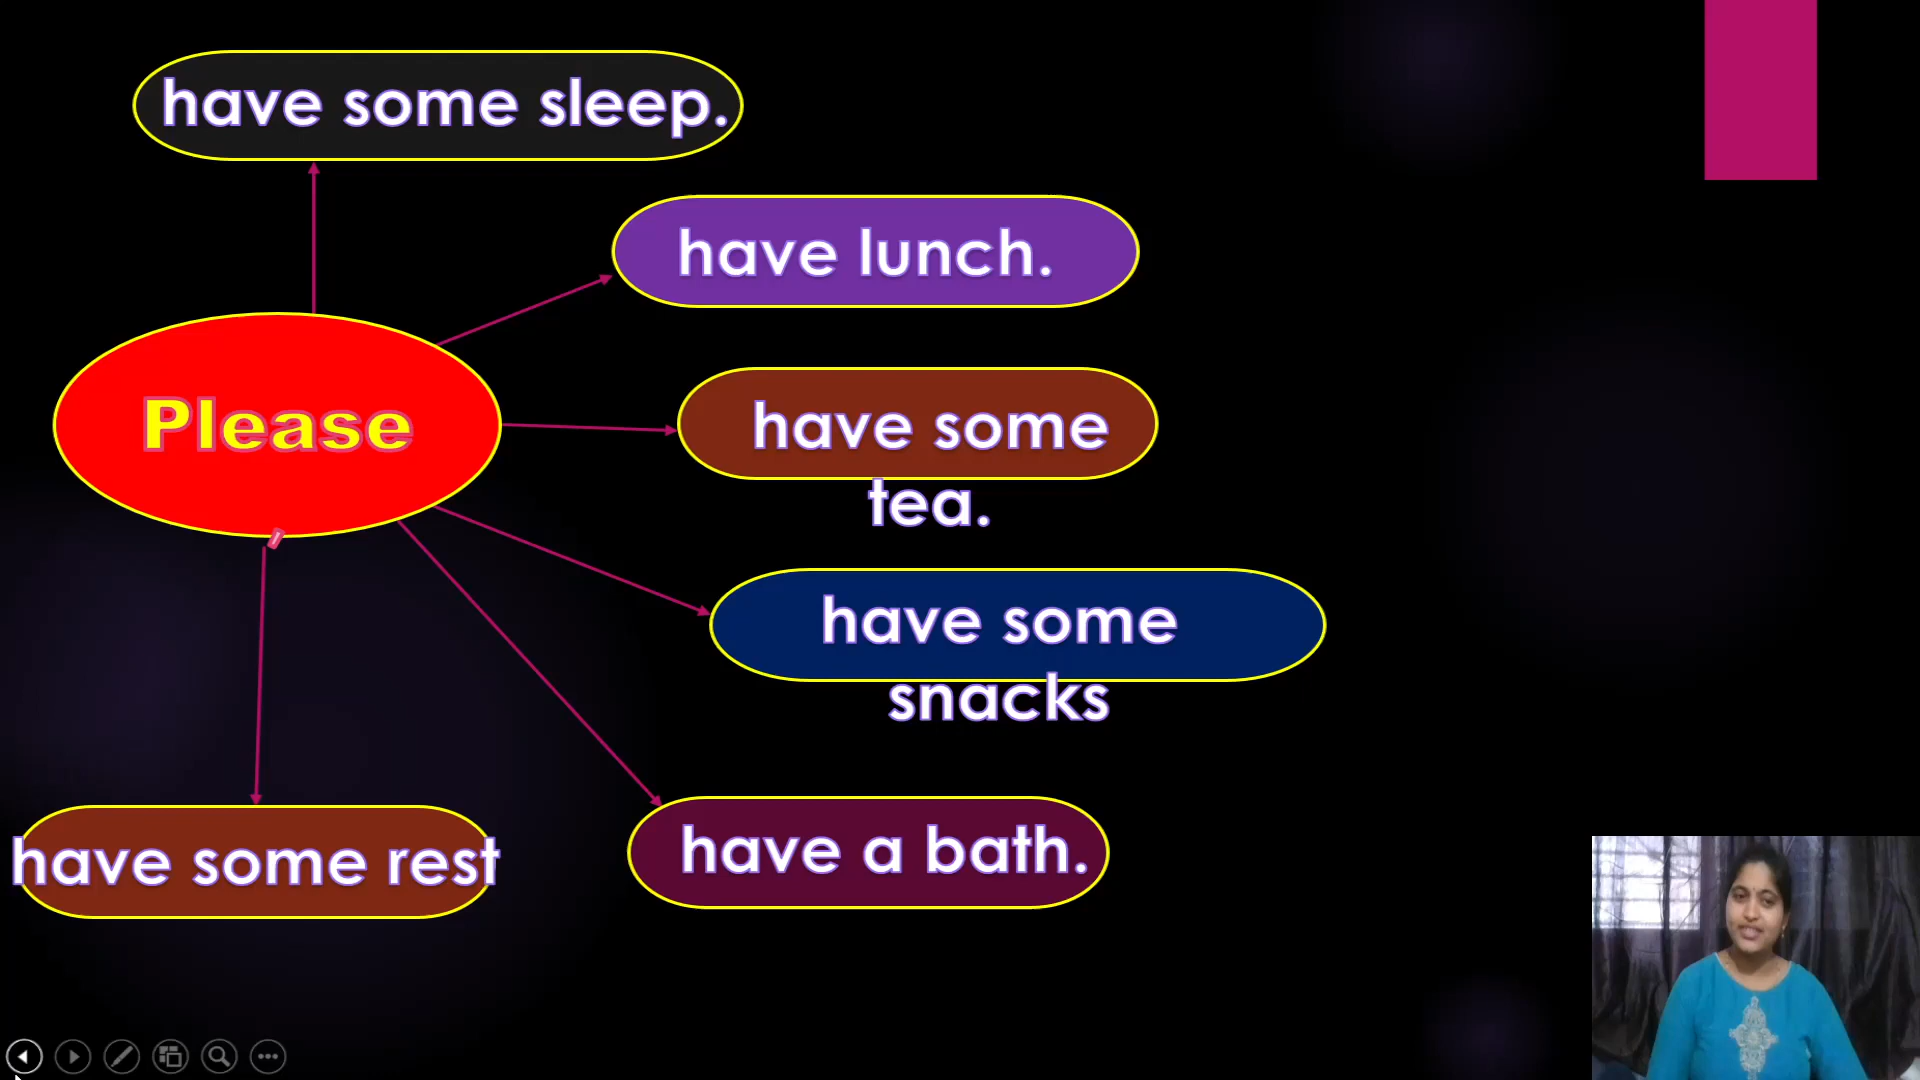 have some sleep.
have lunch.
Please
have some
tea.
have some
snacks
have a bath.
have some rest